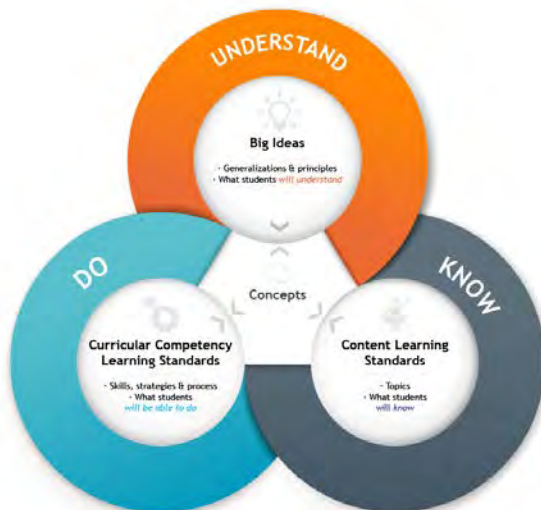 UNDERSTAND
Big Ideas
· Generalizations & principles
· What students will understand
DO
KNOW
Concepts
Curricular Competency
Learning Standards
· Skills, strategies & process
· What students
will be able to do
Content Learning
Standards
· Topics
· What students
will know